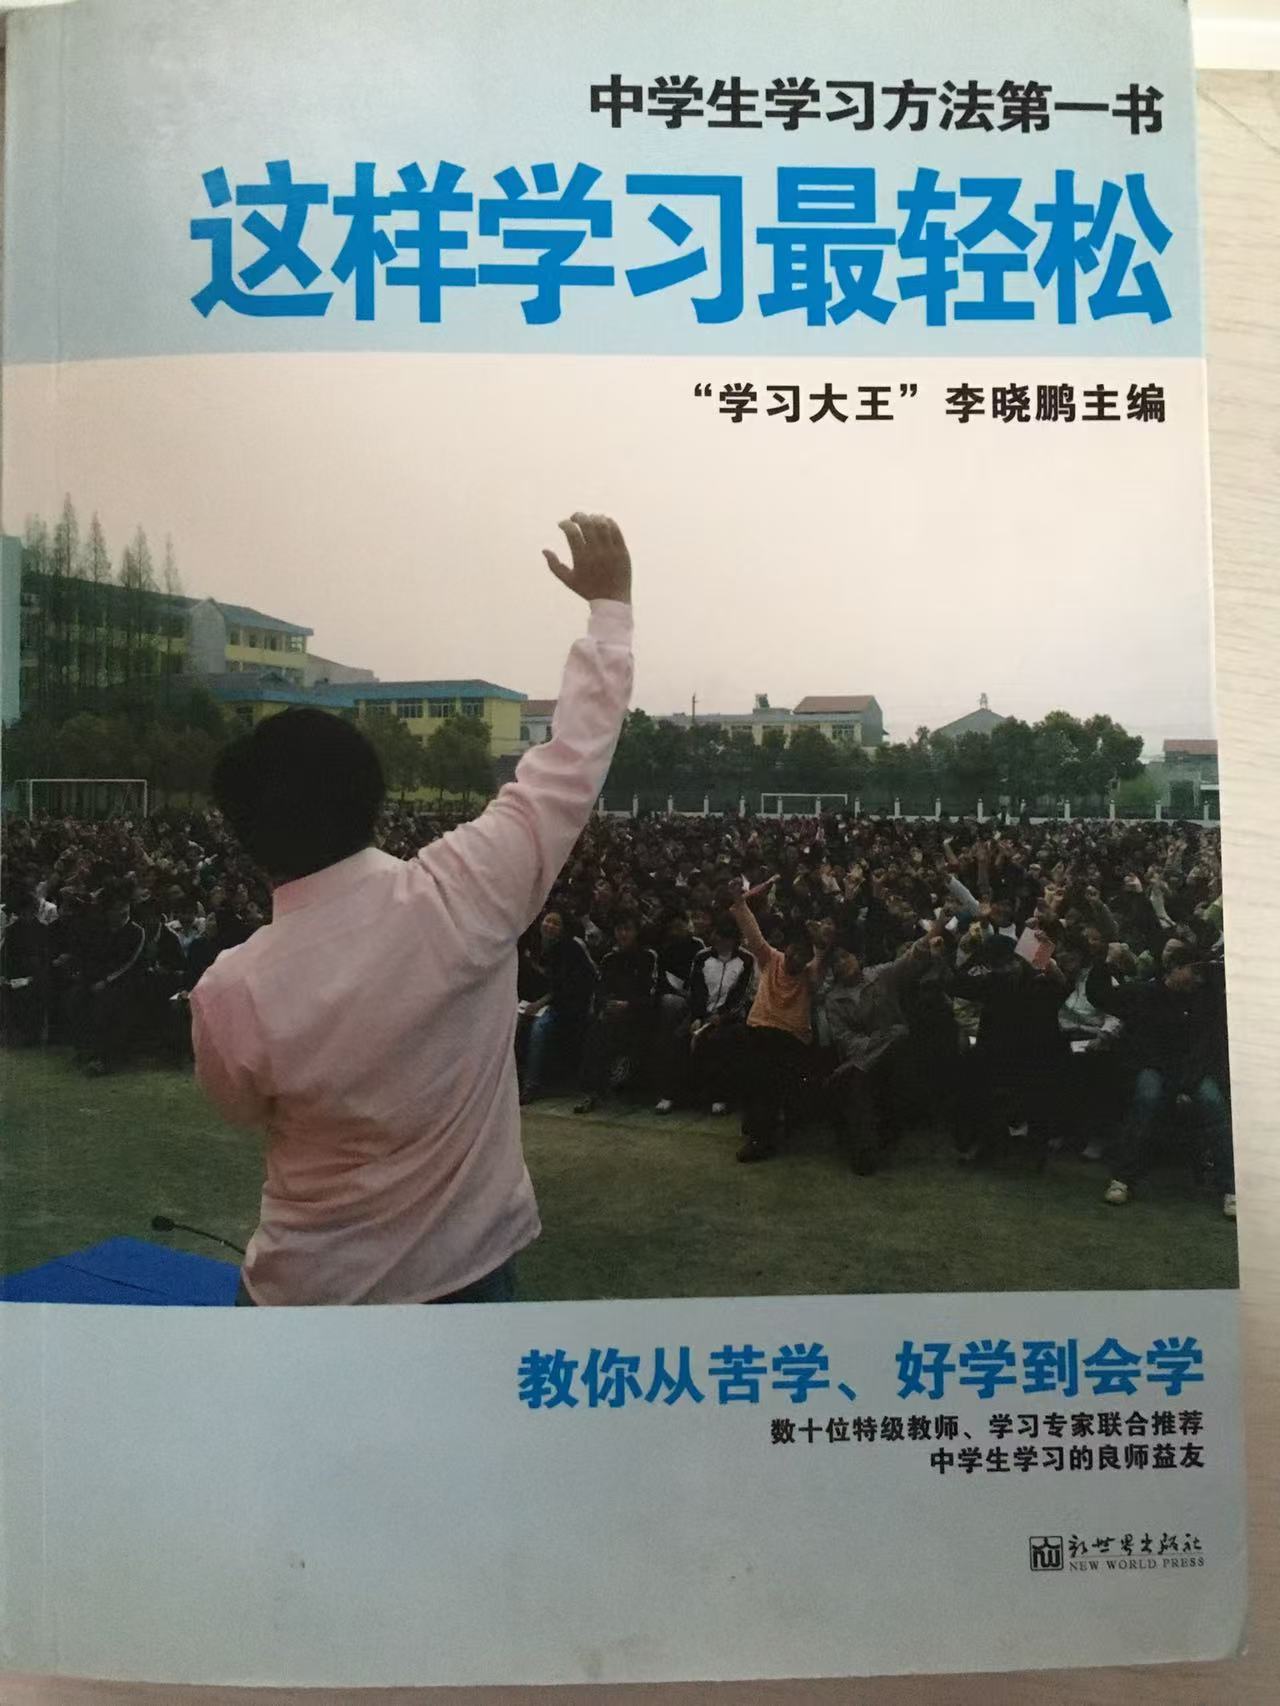 中学生学习方法第一书
这样学习最轻松
“学习大王”李晓鹏主编
教你从苦学、好学到会学
数十位特级教师、学习专家联合推荐
中学生学习的良师益友
新世界出版社
NEW WORLD PRESS